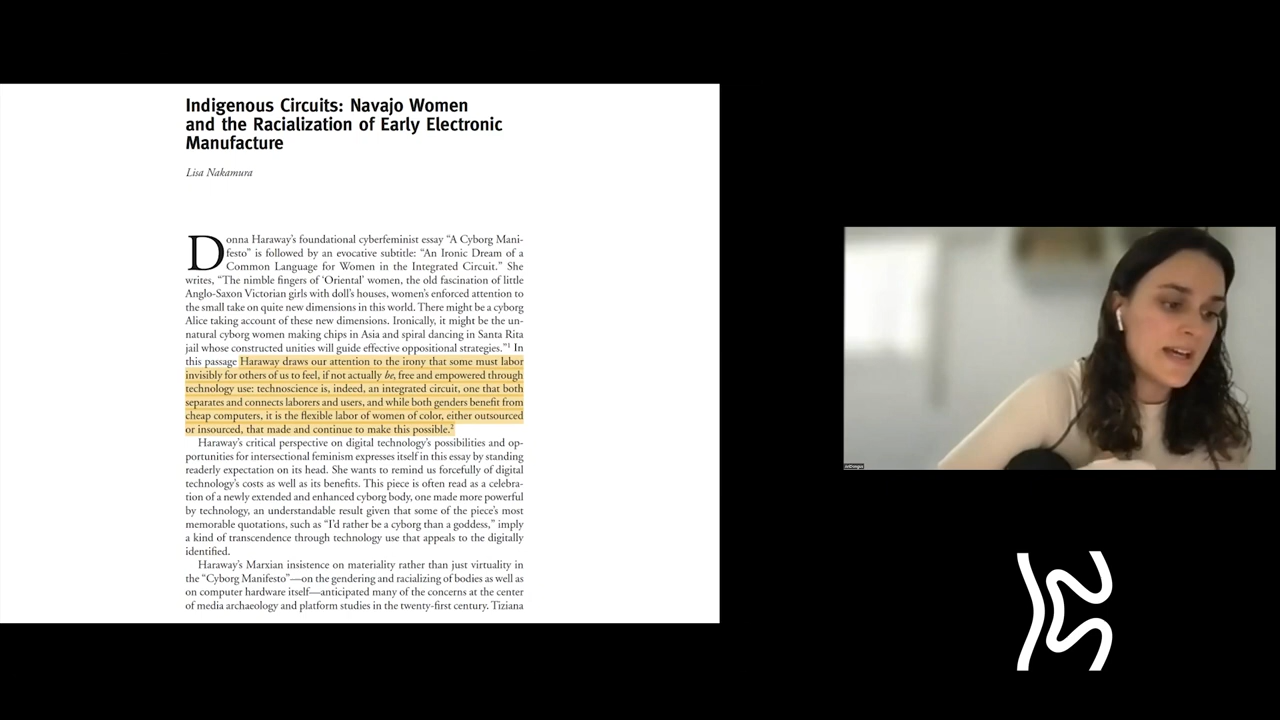 Indigenous Circuits: Navajo Women
and the Racialization of Early Electronic
Manufacture
Lisa Nakamura
Donna Haraway's foundational cyberfeminist essay “A Cyborg Mani-
festo” is followed by an evocative subtitle: “An Ironic Dream of a
Common Language for Women in the Integrated Circuit.” She
writes, “The nimble fingers of ‘Oriental’ women, the old fascination of little
Anglo-Saxon Victorian girls with doll's houses, women's enforced attention to
the small take on quite new dimensions in this world. There might be a cyborg
Alice taking account of these new dimensions. Ironically, it might be the un-
natural cyborg women making chips in Asia and spiral dancing in Santa Rita
jail whose constructed unities will guide effective oppositional strategies.”1 In
this passage Haraway draws our attention to the irony that some must labor
invisibly for others of us to feel, if not actually be, free and empowered through
technology use: technoscience is, indeed, an integrated circuit, one that both
separates and connects laborers and users, and while both genders benefit from
cheap computers, it is the flexible labor of women of color, either outsourced
or insourced, that made and continue to make this possible.2
Haraway's critical perspective on digital technology's possibilities and op-
portunities for intersectional feminism expresses itself in this essay by standing
readerly expectation on its head. She wants to remind us forcefully of digital
technology's costs as well as its benefits. This piece is often read as a celebra-
tion of a newly extended and enhanced cyborg body, one made more powerful
by technology, an understandable result given that some of the piece's most
memorable quotations, such as “I'd rather be a cyborg than a goddess,” imply
a kind of transcendence through technology use that appeals to the digitally
identified.
Haraway's Marxian insistence on materiality rather than just virtuality in
the “Cyborg Manifesto”—on the gendering and racializing of bodies as well as
on computer hardware itself—anticipated many of the concerns at the center
of media archaeology and platform studies in the twenty-first century. Tiziana